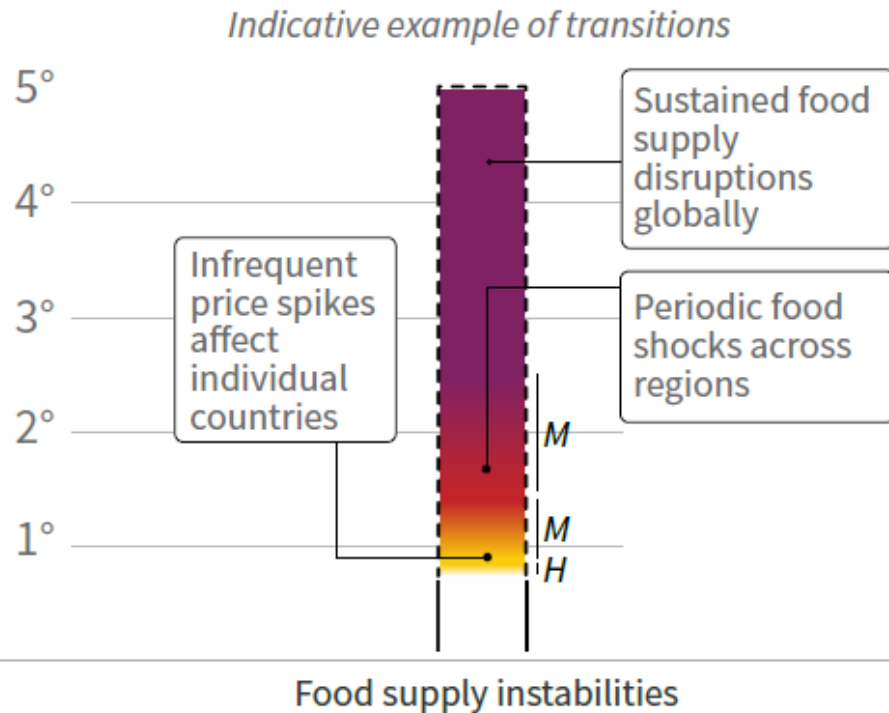 Indicative example of transitions
5°
Sustained food
supply
disruptions
globally
4°
Infrequent
price spikes
affect
individual
countries
3°
Periodic food
shocks across
regions
2°
M
1°
M
H
Food supply instabilities